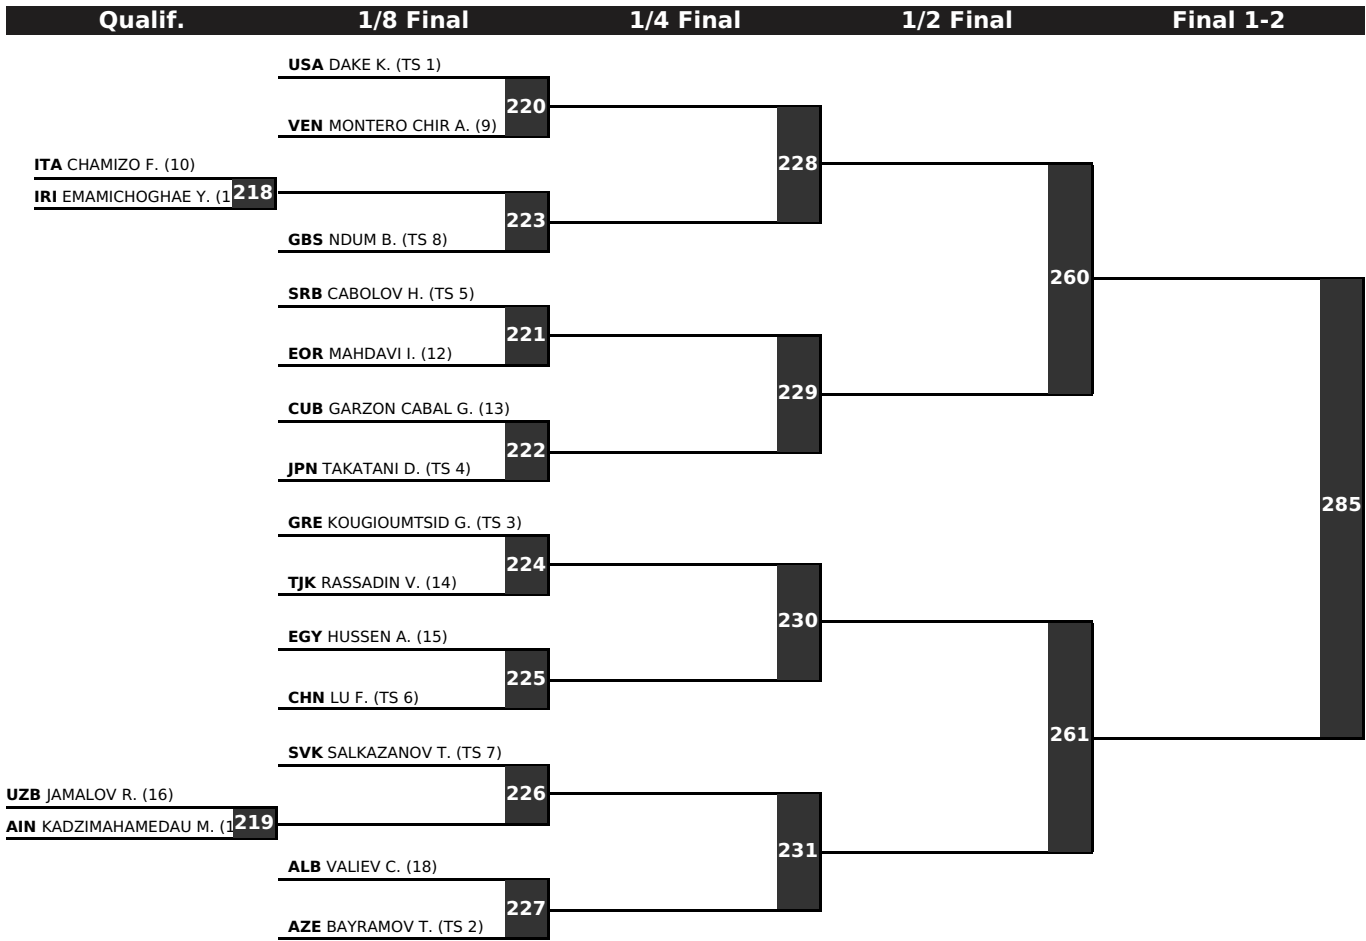 Qualif. 1/8 Final 1/4 Final 1/2 Final Final 1-2
USA DAKE K. (TS 1)
220
VEN MONTERO CHIR A. (9)
ITA CHAMIZO F. (10)
228
IRI EMAMICHOGHAE Y. (1 218
223
GBS NDUM B. (TS 8)
260
SRB CABOLOV H. (TS 5)
221
EOR MAHDAVI I. (12)
229
CUB GARZON CABAL G. (13)
222
JPN TAKATANI D. (TS 4)
285
GRE KOUGIOUMTSID G. (TS 3)
224
TJK RASSADIN V. (14)
230
EGY HUSSEN A. (15)
225
CHN LU F. (TS 6)
261
SVK SALKAZANOV T. (TS 7)
226
UZB JAMALOV R. (16)
AIN KADZIMAHAMEDAU M. (1 219
231
ALB VALIEV C. (18)
227
AZE BAYRAMOV T. (TS 2)